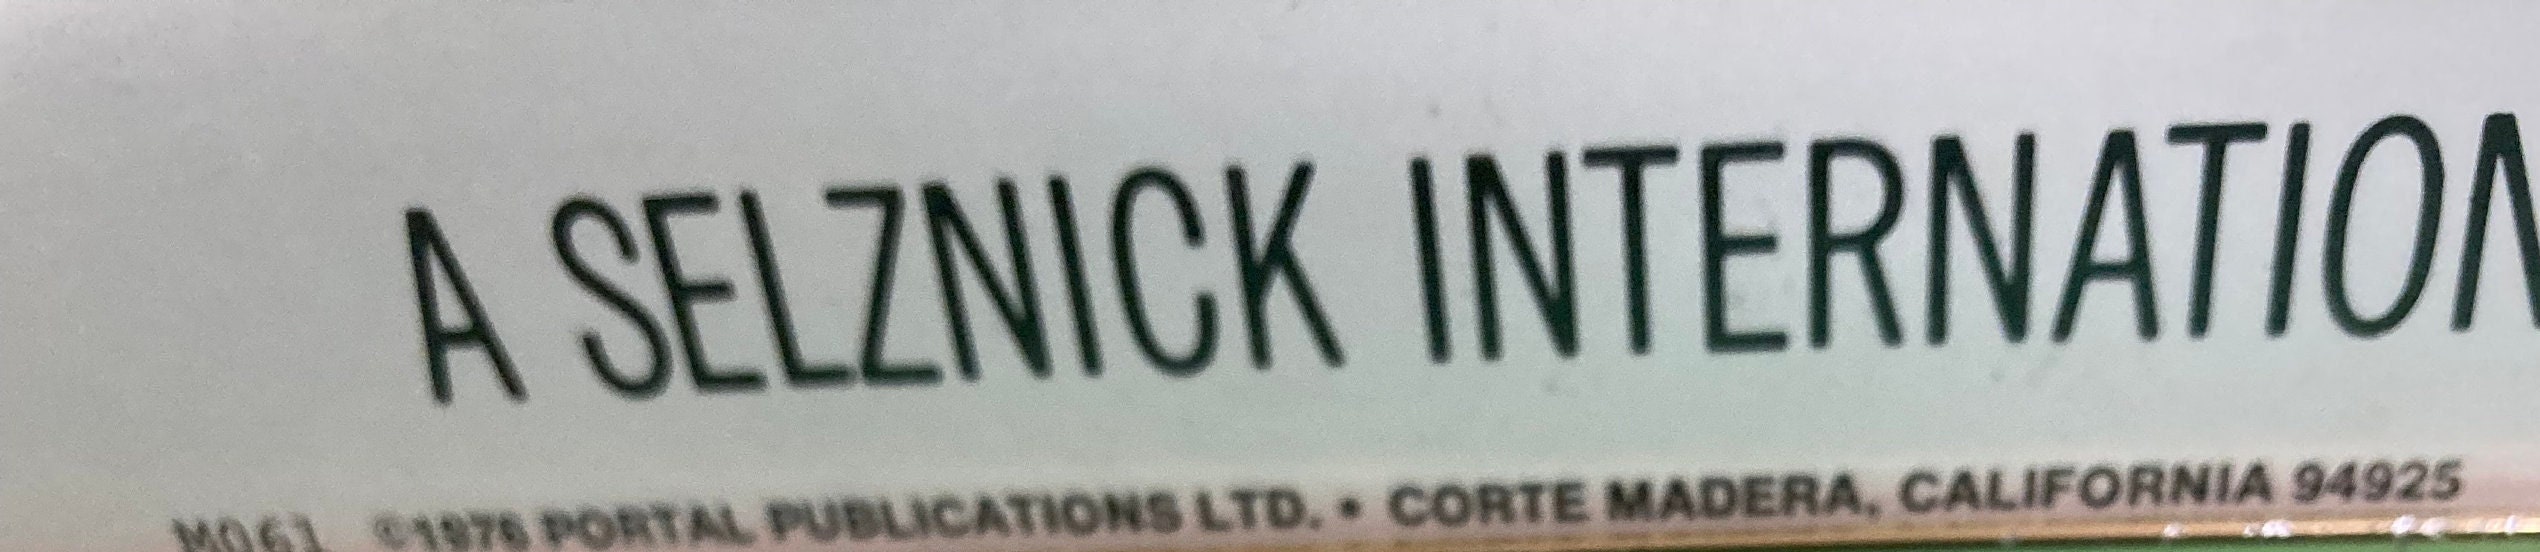 A SELZNICK INTERNATION
M061 ©1976 PORTAL PUBLICATIONS LTD. • CORTE MADERA, CALIFORNIA 94925